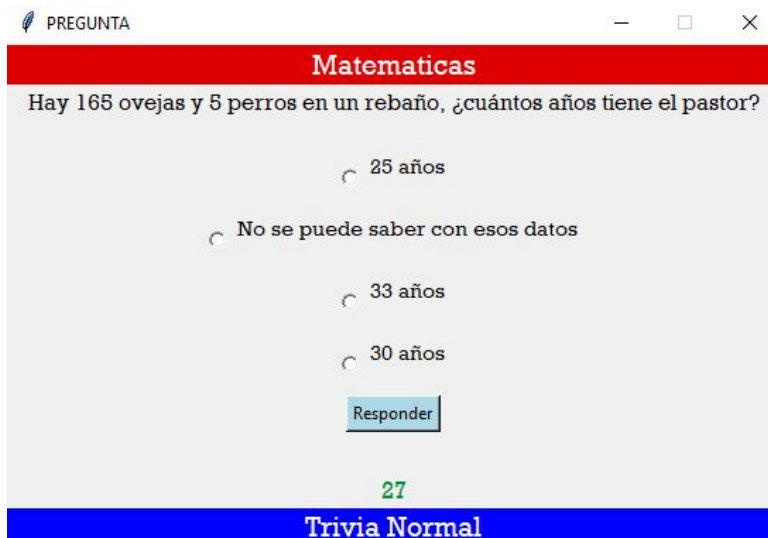 PREGUNTA
Matematicas
Hay 165 ovejas y 5 perros en un rebaño, ¿cuántos años tiene el pastor?
25 años
No se puede saber con esos datos
33 años
30 años
Responder
27
Trivia Normal